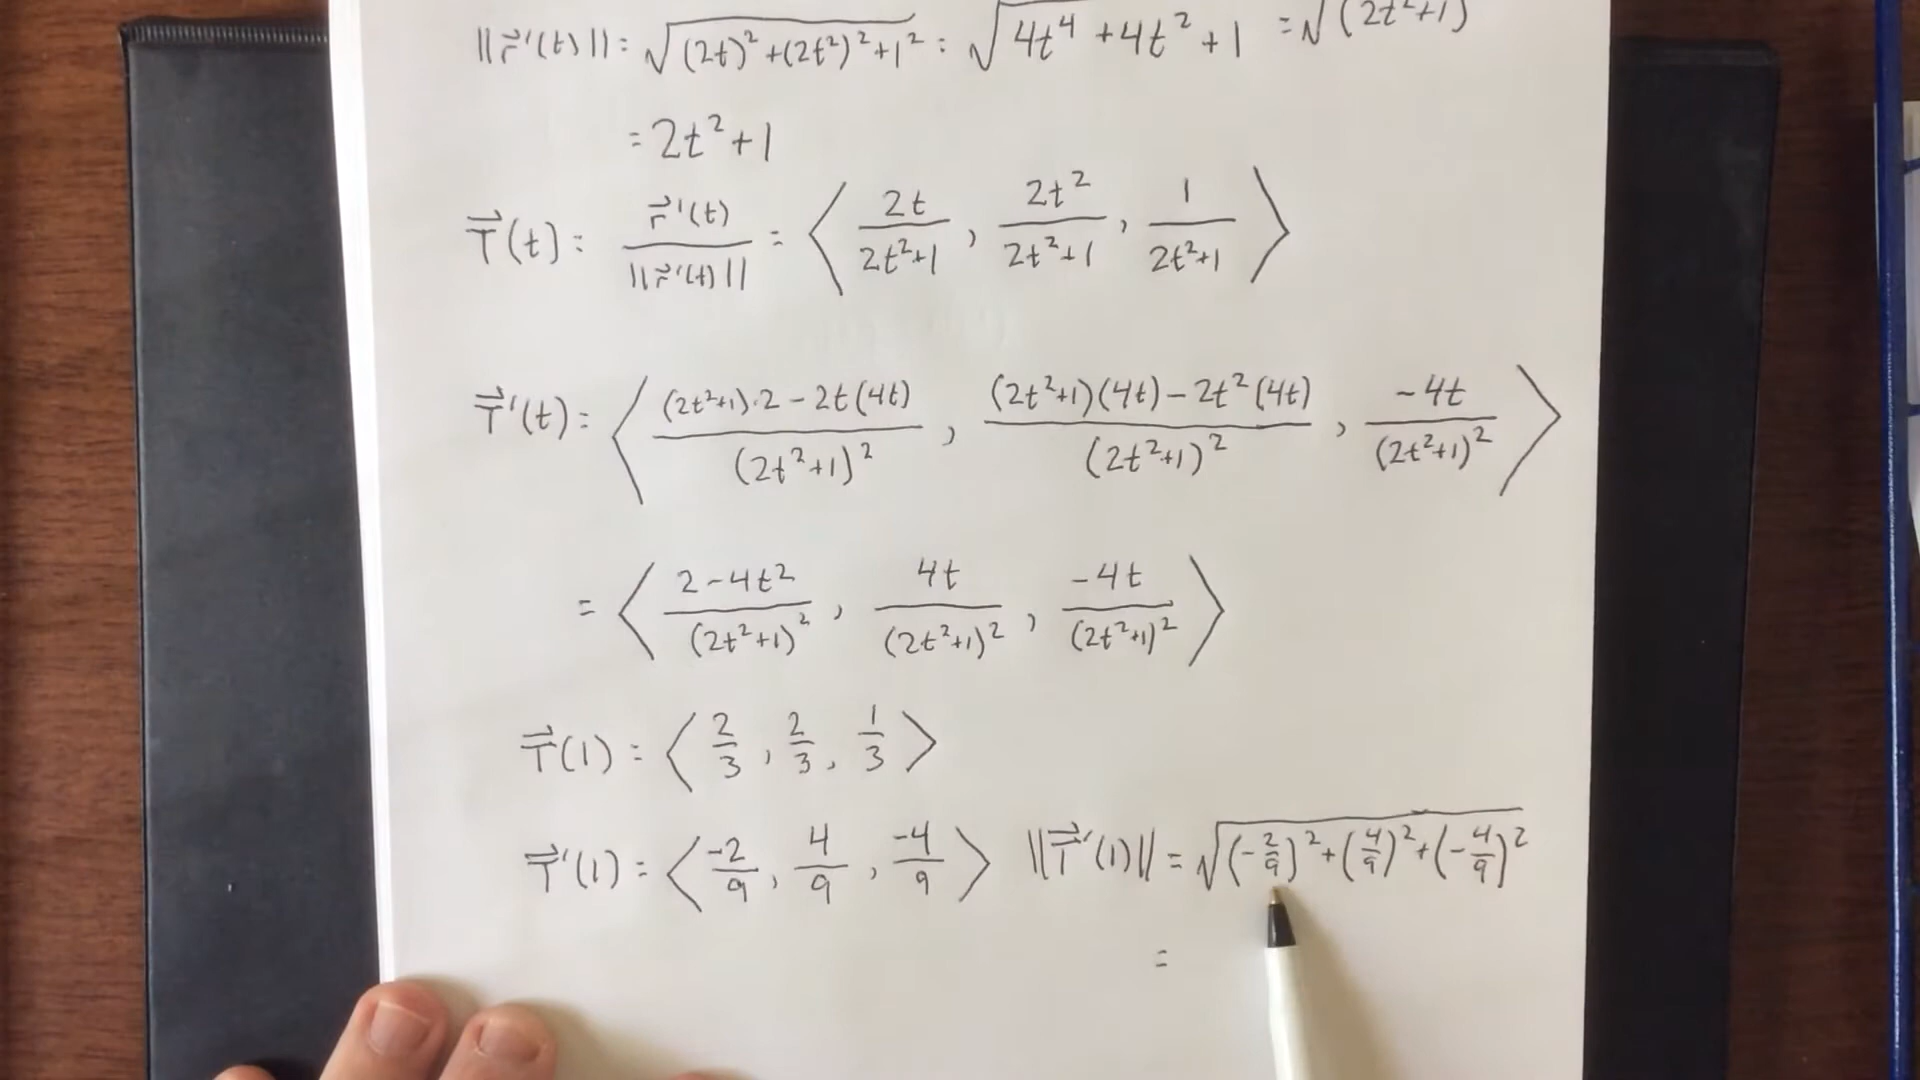 ||r⃗'(t)|| = √((2t)² + (2t²)² + 1²) = √(4t⁴ + 4t² + 1) = √(2t²+1)
= 2t² + 1
T⃗(t) = r⃗'(t) / ||r⃗'(t)|| = ⟨ 2t/(2t²+1) , 2t²/(2t²+1) , 1/(2t²+1) ⟩
T⃗'(t) = ⟨ ((2t²+1)·2 - 2t(4t))/(2t²+1)² , ((2t²+1)(4t) - 2t²(4t))/(2t²+1)² , -4t/(2t²+1)² ⟩
= ⟨ (2-4t²)/(2t²+1)² , 4t/(2t²+1)² , -4t/(2t²+1)² ⟩
T⃗(1) = ⟨ 2/3 , 2/3 , 1/3 ⟩
T⃗'(1) = ⟨ -2/9 , 4/9 , -4/9 ⟩ ||T⃗'(1)|| = √((-2/9)² + (4/9)² + (-4/9)²)
=